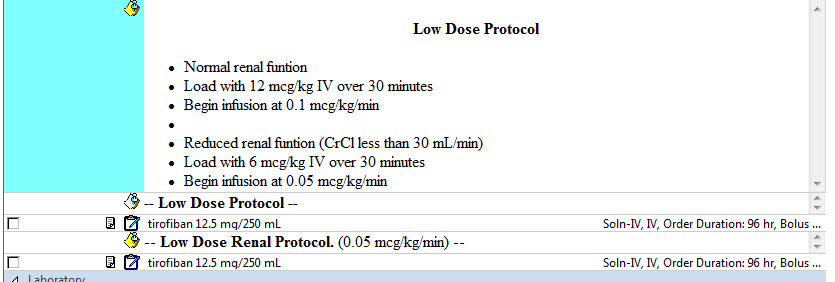 Low Dose Protocol
• Normal renal funtion
• Load with 12 mcg/kg IV over 30 minutes
• Begin infusion at 0.1 mcg/kg/min
•
• Reduced renal funtion (CrCl less than 30 mL/min)
• Load with 6 mcg/kg IV over 30 minutes
• Begin infusion at 0.05 mcg/kg/min
-- Low Dose Protocol --
tirofiban 12.5 mg/250 mL Soln-IV, IV, Order Duration: 96 hr, Bolus ...
-- Low Dose Renal Protocol. (0.05 mcg/kg/min) --
tirofiban 12.5 mg/250 mL Soln-IV, IV, Order Duration: 96 hr, Bolus ...
Laboratory